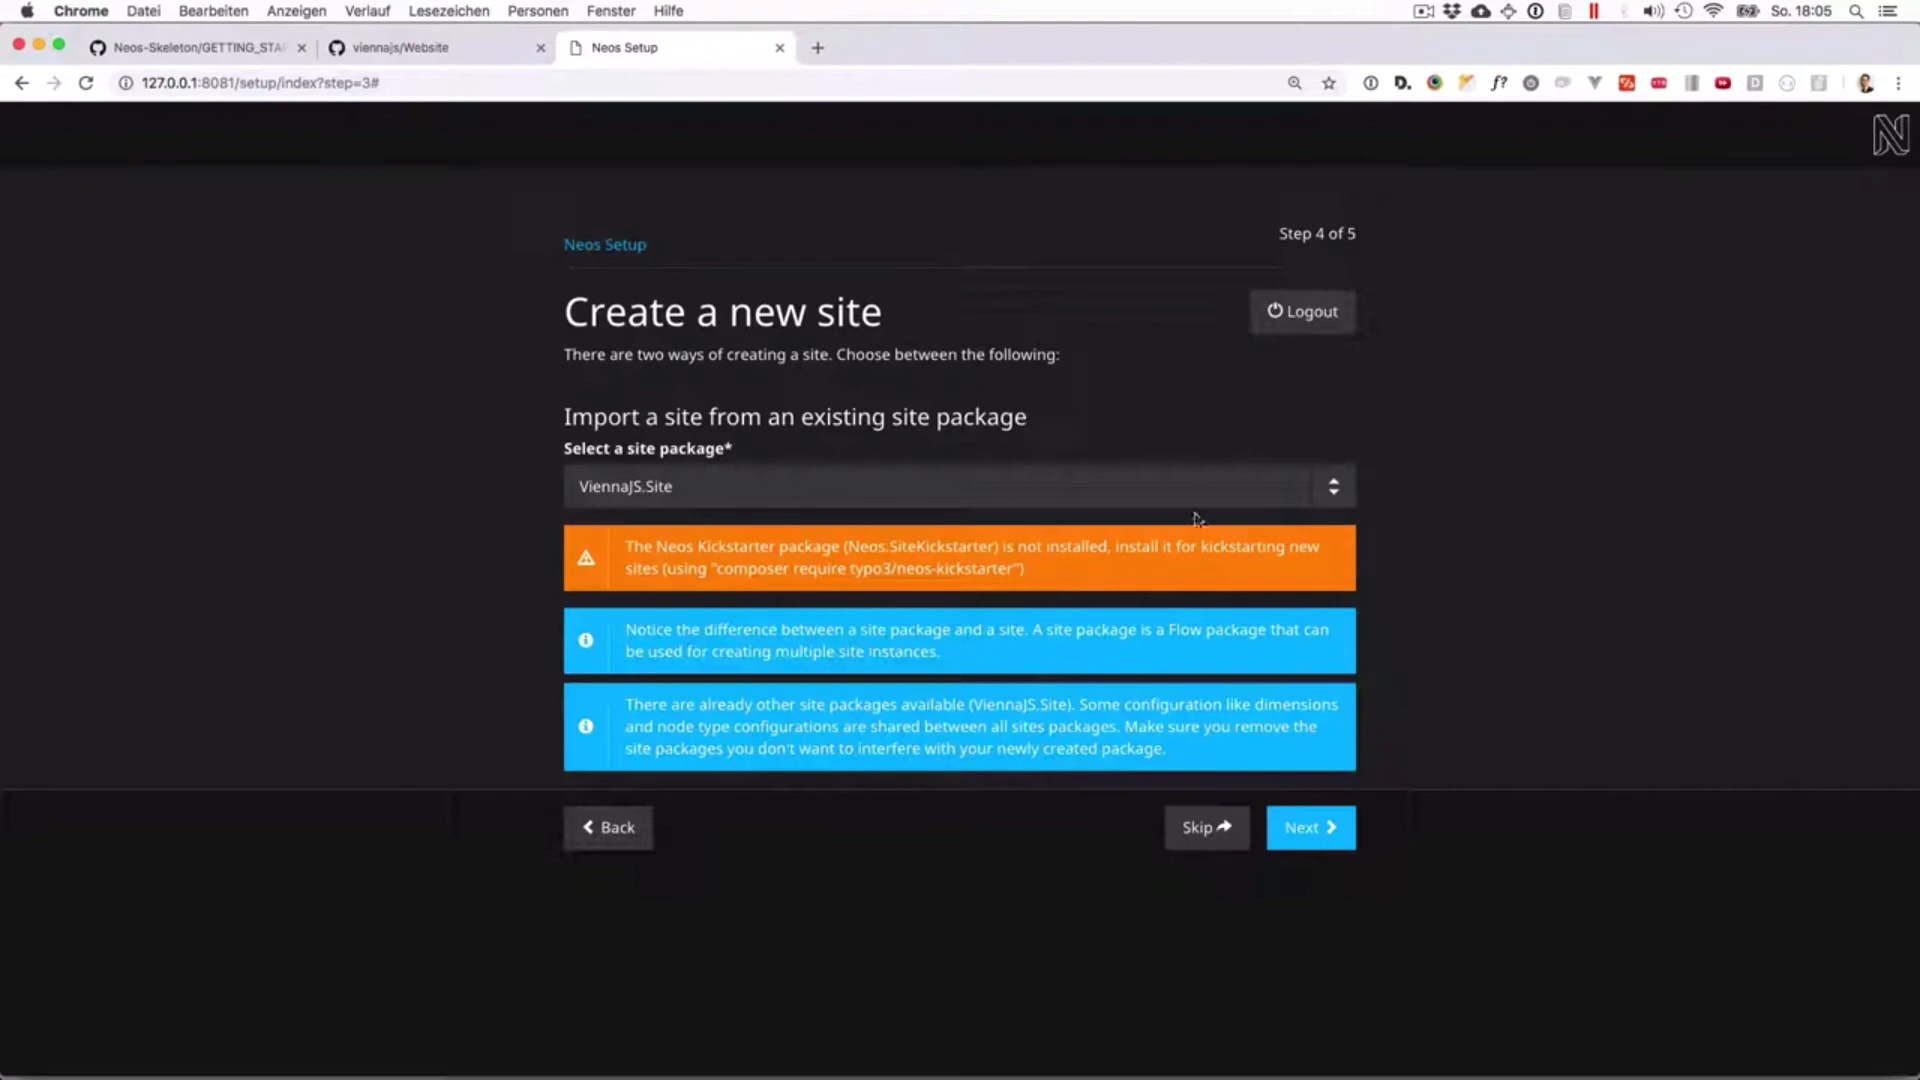 Chrome Datei Bearbeiten Anzeigen Verlauf Lesezeichen Personen Fenster Hilfe So. 18:05
Neos-Skeleton/GETTING_STAR viennajs/Website Neos Setup
127.0.0.1:8081/setup/index?step=3#
Neos Setup
Step 4 of 5
Create a new site
Logout
There are two ways of creating a site. Choose between the following:
Import a site from an existing site package
Select a site package*
ViennaJS.Site
The Neos Kickstarter package (Neos.SiteKickstarter) is not installed, install it for kickstarting new
sites (using "composer require typo3/neos-kickstarter")
Notice the difference between a site package and a site. A site package is a Flow package that can
be used for creating multiple site instances.
There are already other site packages available (ViennaJS.Site). Some configuration like dimensions
and node type configurations are shared between all sites packages. Make sure you remove the
site packages you don't want to interfere with your newly created package.
Back Skip Next